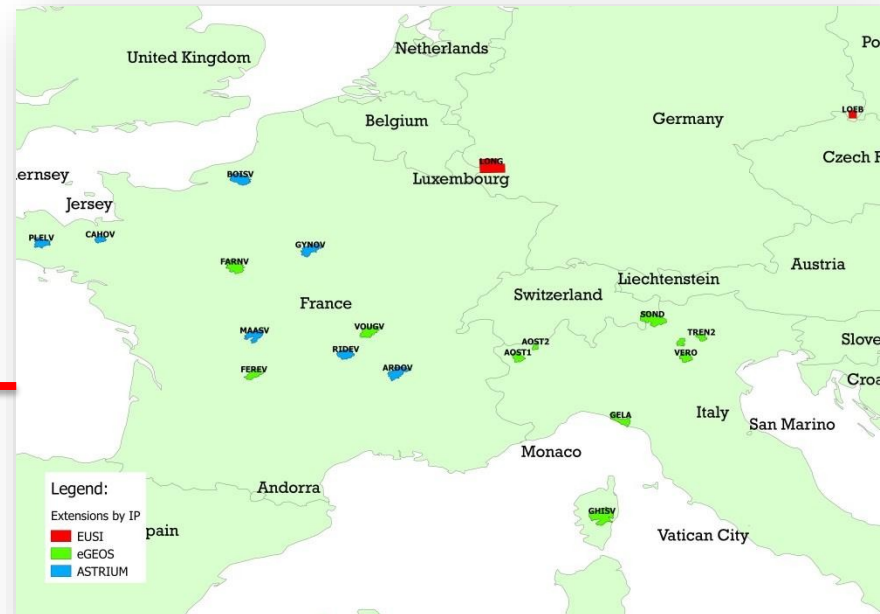 United Kingdom
Netherlands
Po
LOEB
Belgium
Germany
Czech F
LONG
Luxembourg
ernsey
BOISV
Jersey
PLELV
CAHOV
GYNOV
FARNV
Austria
Liechtenstein
Switzerland
France
SOND
MAASV
VOUGV
TREN2
Slove
AOST2
AOST1
VERO
RIDEV
FEREV
ARDOV
Croa
GELA
Italy
San Marino
Monaco
Legend:
Extensions by IP
EUSI
eGEOS
ASTRIUM
Andorra
pain
GHISV
Vatican City